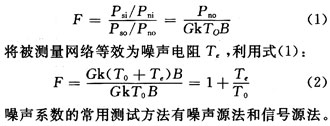 F = \frac{P_{si}/P_{ni}}{P_{so}/P_{no}} = \frac{P_{no}}{GkT_OB} (1)
将被测量网络等效为噪声电阻 T_e,利用式(1):
F = \frac{Gk(T_0+T_e)B}{GkT_0B} = 1 + \frac{T_e}{T_0} (2)
噪声系数的常用测试方法有噪声源法和信号源法。